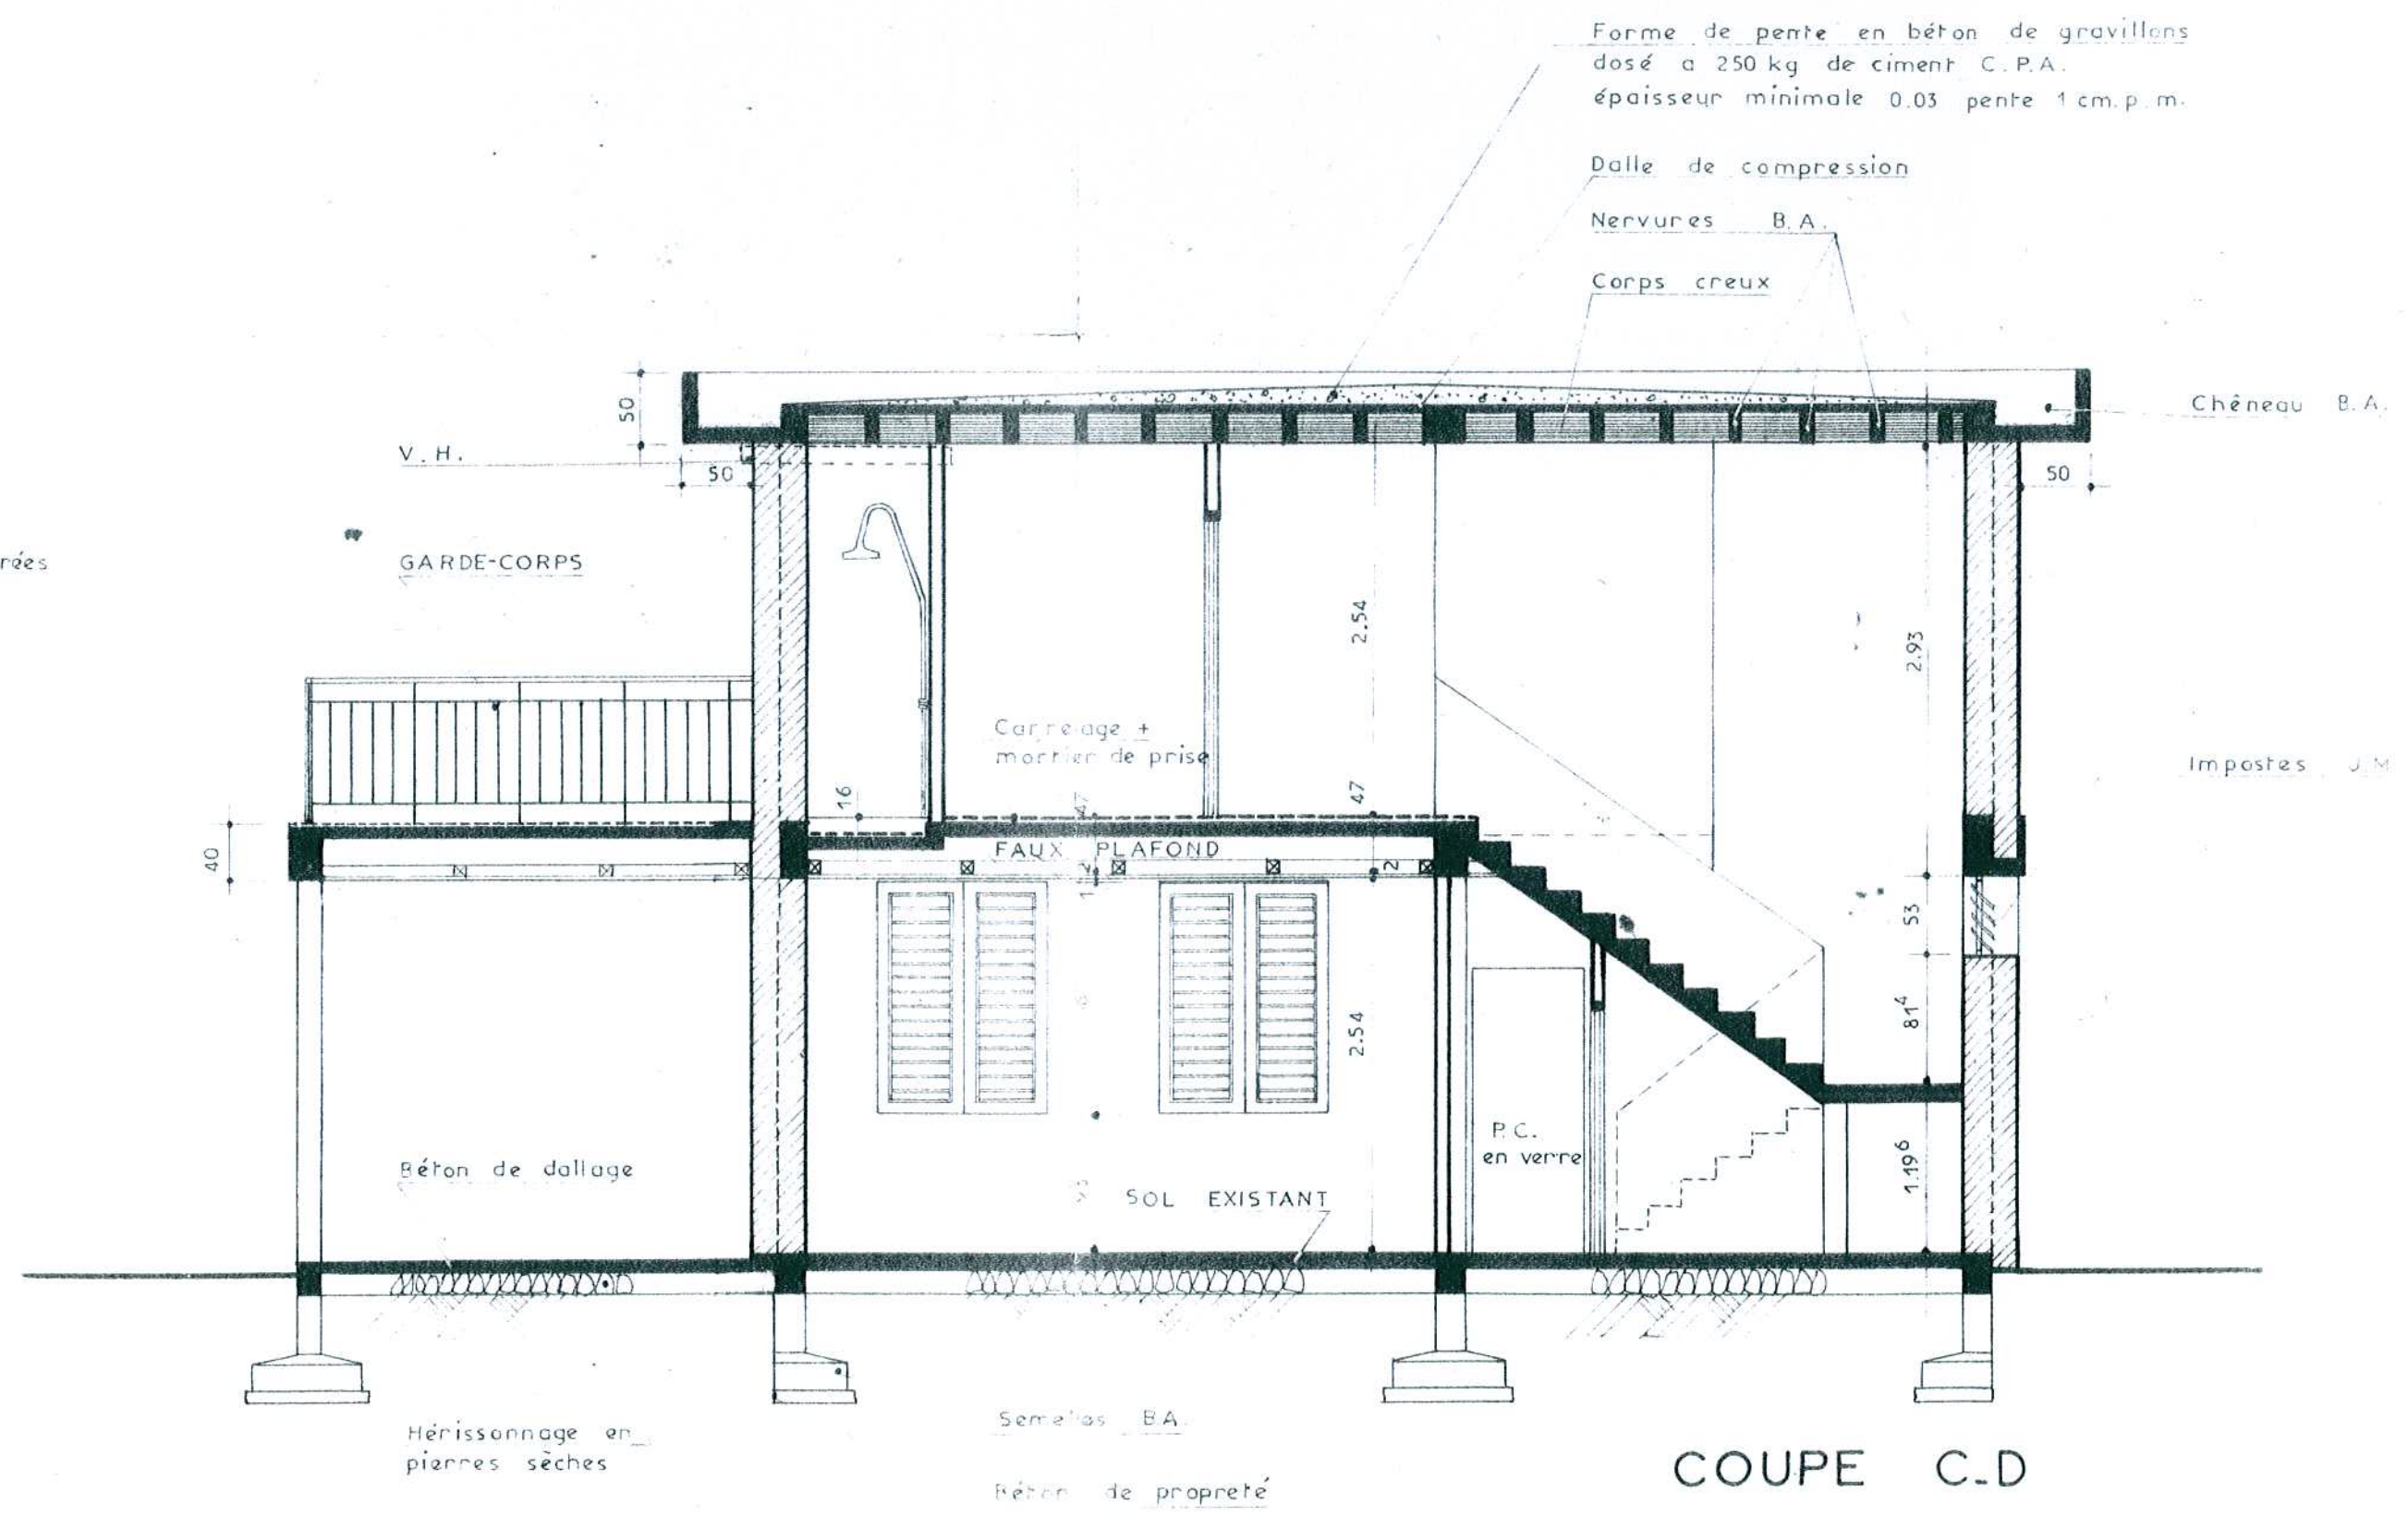 Forme de pente en béton de gravillons
dosé a 250 kg de ciment C.P.A.
épaisseur minimale 0.03 pente 1 cm.p.m.
Dalle de compression
Nervures B.A.
Corps creux
50
Chêneau B.A.
V.H.
50
50
rées
GARDE-CORPS
2.54
2.93
Carrelage +
mortier de prise
Impostes J.M
16
47
47
40
FAUX PLAFOND
2
53
81⁴
2.54
P.C.
en verre
1.19⁶
Béton de dallage
SOL EXISTANT
Hérissonnage en
pierres sèches
Semelles B.A.
Béton de propreté
COUPE C-D